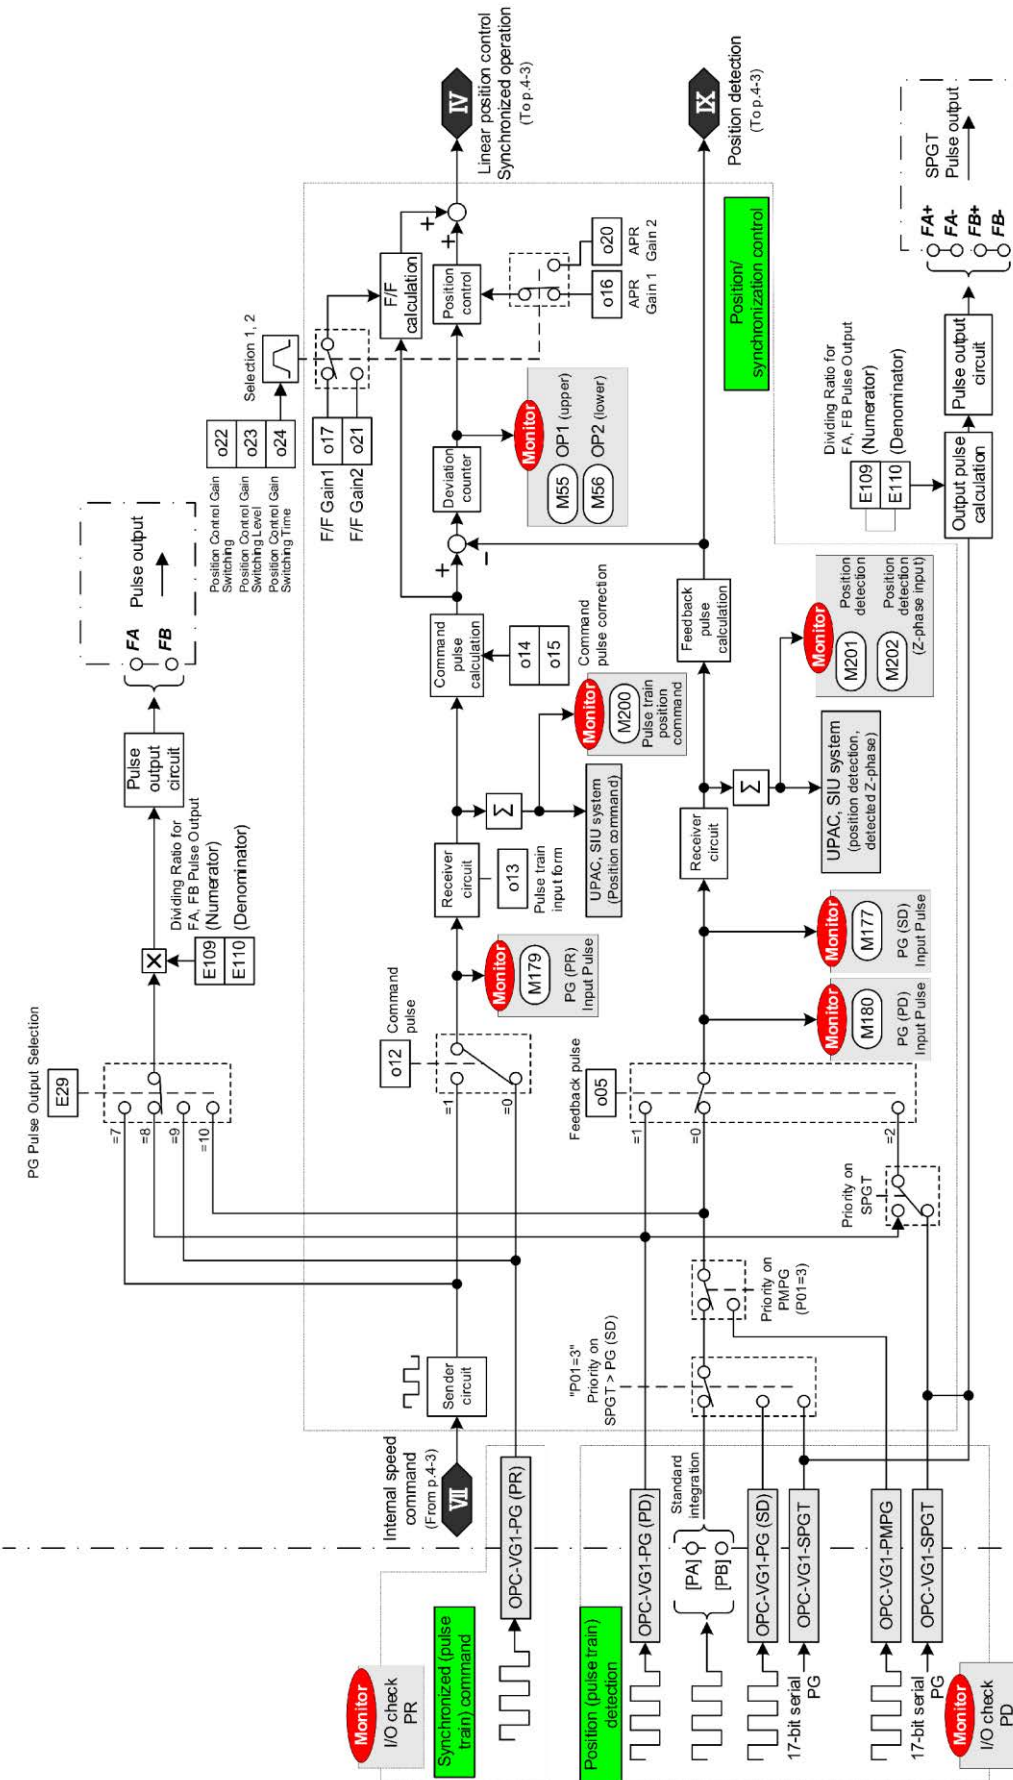 PG Pulse Output Selection
E29
=7
=8
=9
=10
Dividing Ratio for
FA, FB Pulse Output
E109
(Numerator)
E110
(Denominator)
Pulse
output
circuit
FA
FB
Pulse output
Position Control Gain
Switching
Position Control Gain
Switching Level
Position Control Gain
Switching Time
o22
o23
o24
Selection 1, 2
F/F Gain1
o17
F/F Gain2
o21
F/F
calculation
Internal speed
command
(From p.4-3)
VII
Sender
circuit
o12
Command
pulse
=1
=0
Monitor
M179
PG (PR)
Input Pulse
Receiver
circuit
o13
Pulse train
input form
Σ
UPAC, SIU system
(Position command)
Monitor
M200
Pulse train
position
command
Command
pulse
calculation
o14
o15
Command
pulse correction
+
-
Deviation
counter
Monitor
M55
OP1 (upper)
M56
OP2 (lower)
Position
control
+
+
o16
APR
Gain 1
o20
APR
Gain 2
IV
Linear position control
Synchronized operation
(To p.4-3)
Monitor
I/O check
PR
Synchronized (pulse
train) command
OPC-VG1-PG (PR)
Position (pulse train)
detection
OPC-VG1-PG (PD)
[PA]
[PB]
Standard
integration
OPC-VG1-PG (SD)
17-bit serial
PG
OPC-VG1-SPGT
OPC-VG1-PMPG
17-bit serial
PG
OPC-VG1-SPGT
Monitor
I/O check
PD
"P01=3"
Priority on
SPGT > PG (SD)
Priority on
PMPG
(P01=3)
Priority on
SPGT
Feedback pulse
o05
=1
=0
=2
Monitor
M180
PG (PD)
Input Pulse
Monitor
M177
PG (SD)
Input Pulse
Receiver
circuit
Σ
UPAC, SIU system
(position detection,
detected Z-phase)
Monitor
M201
Position
detection
M202
Position
detection
(Z-phase input)
Feedback
pulse
calculation
Position/
synchronization control
IX
Position detection
(To p.4-3)
Dividing Ratio for
FA, FB Pulse Output
E109
(Numerator)
E110
(Denominator)
Output pulse
calculation
Pulse output
circuit
FA+
FA-
FB+
FB-
SPGT
Pulse output